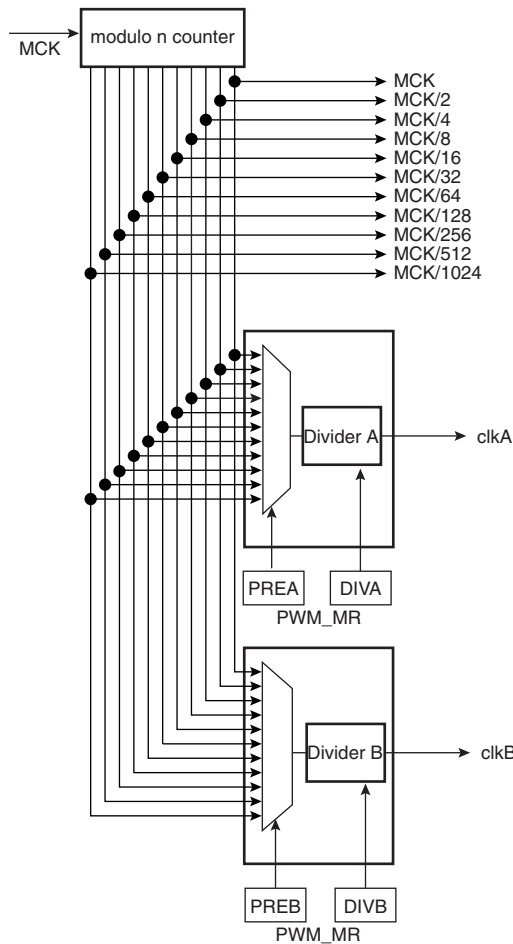 modulo n counter
MCK
MCK
MCK/2
MCK/4
MCK/8
MCK/16
MCK/32
MCK/64
MCK/128
MCK/256
MCK/512
MCK/1024
Divider A
clkA
PREA
DIVA
PWM_MR
Divider B
clkB
PREB
DIVB
PWM_MR